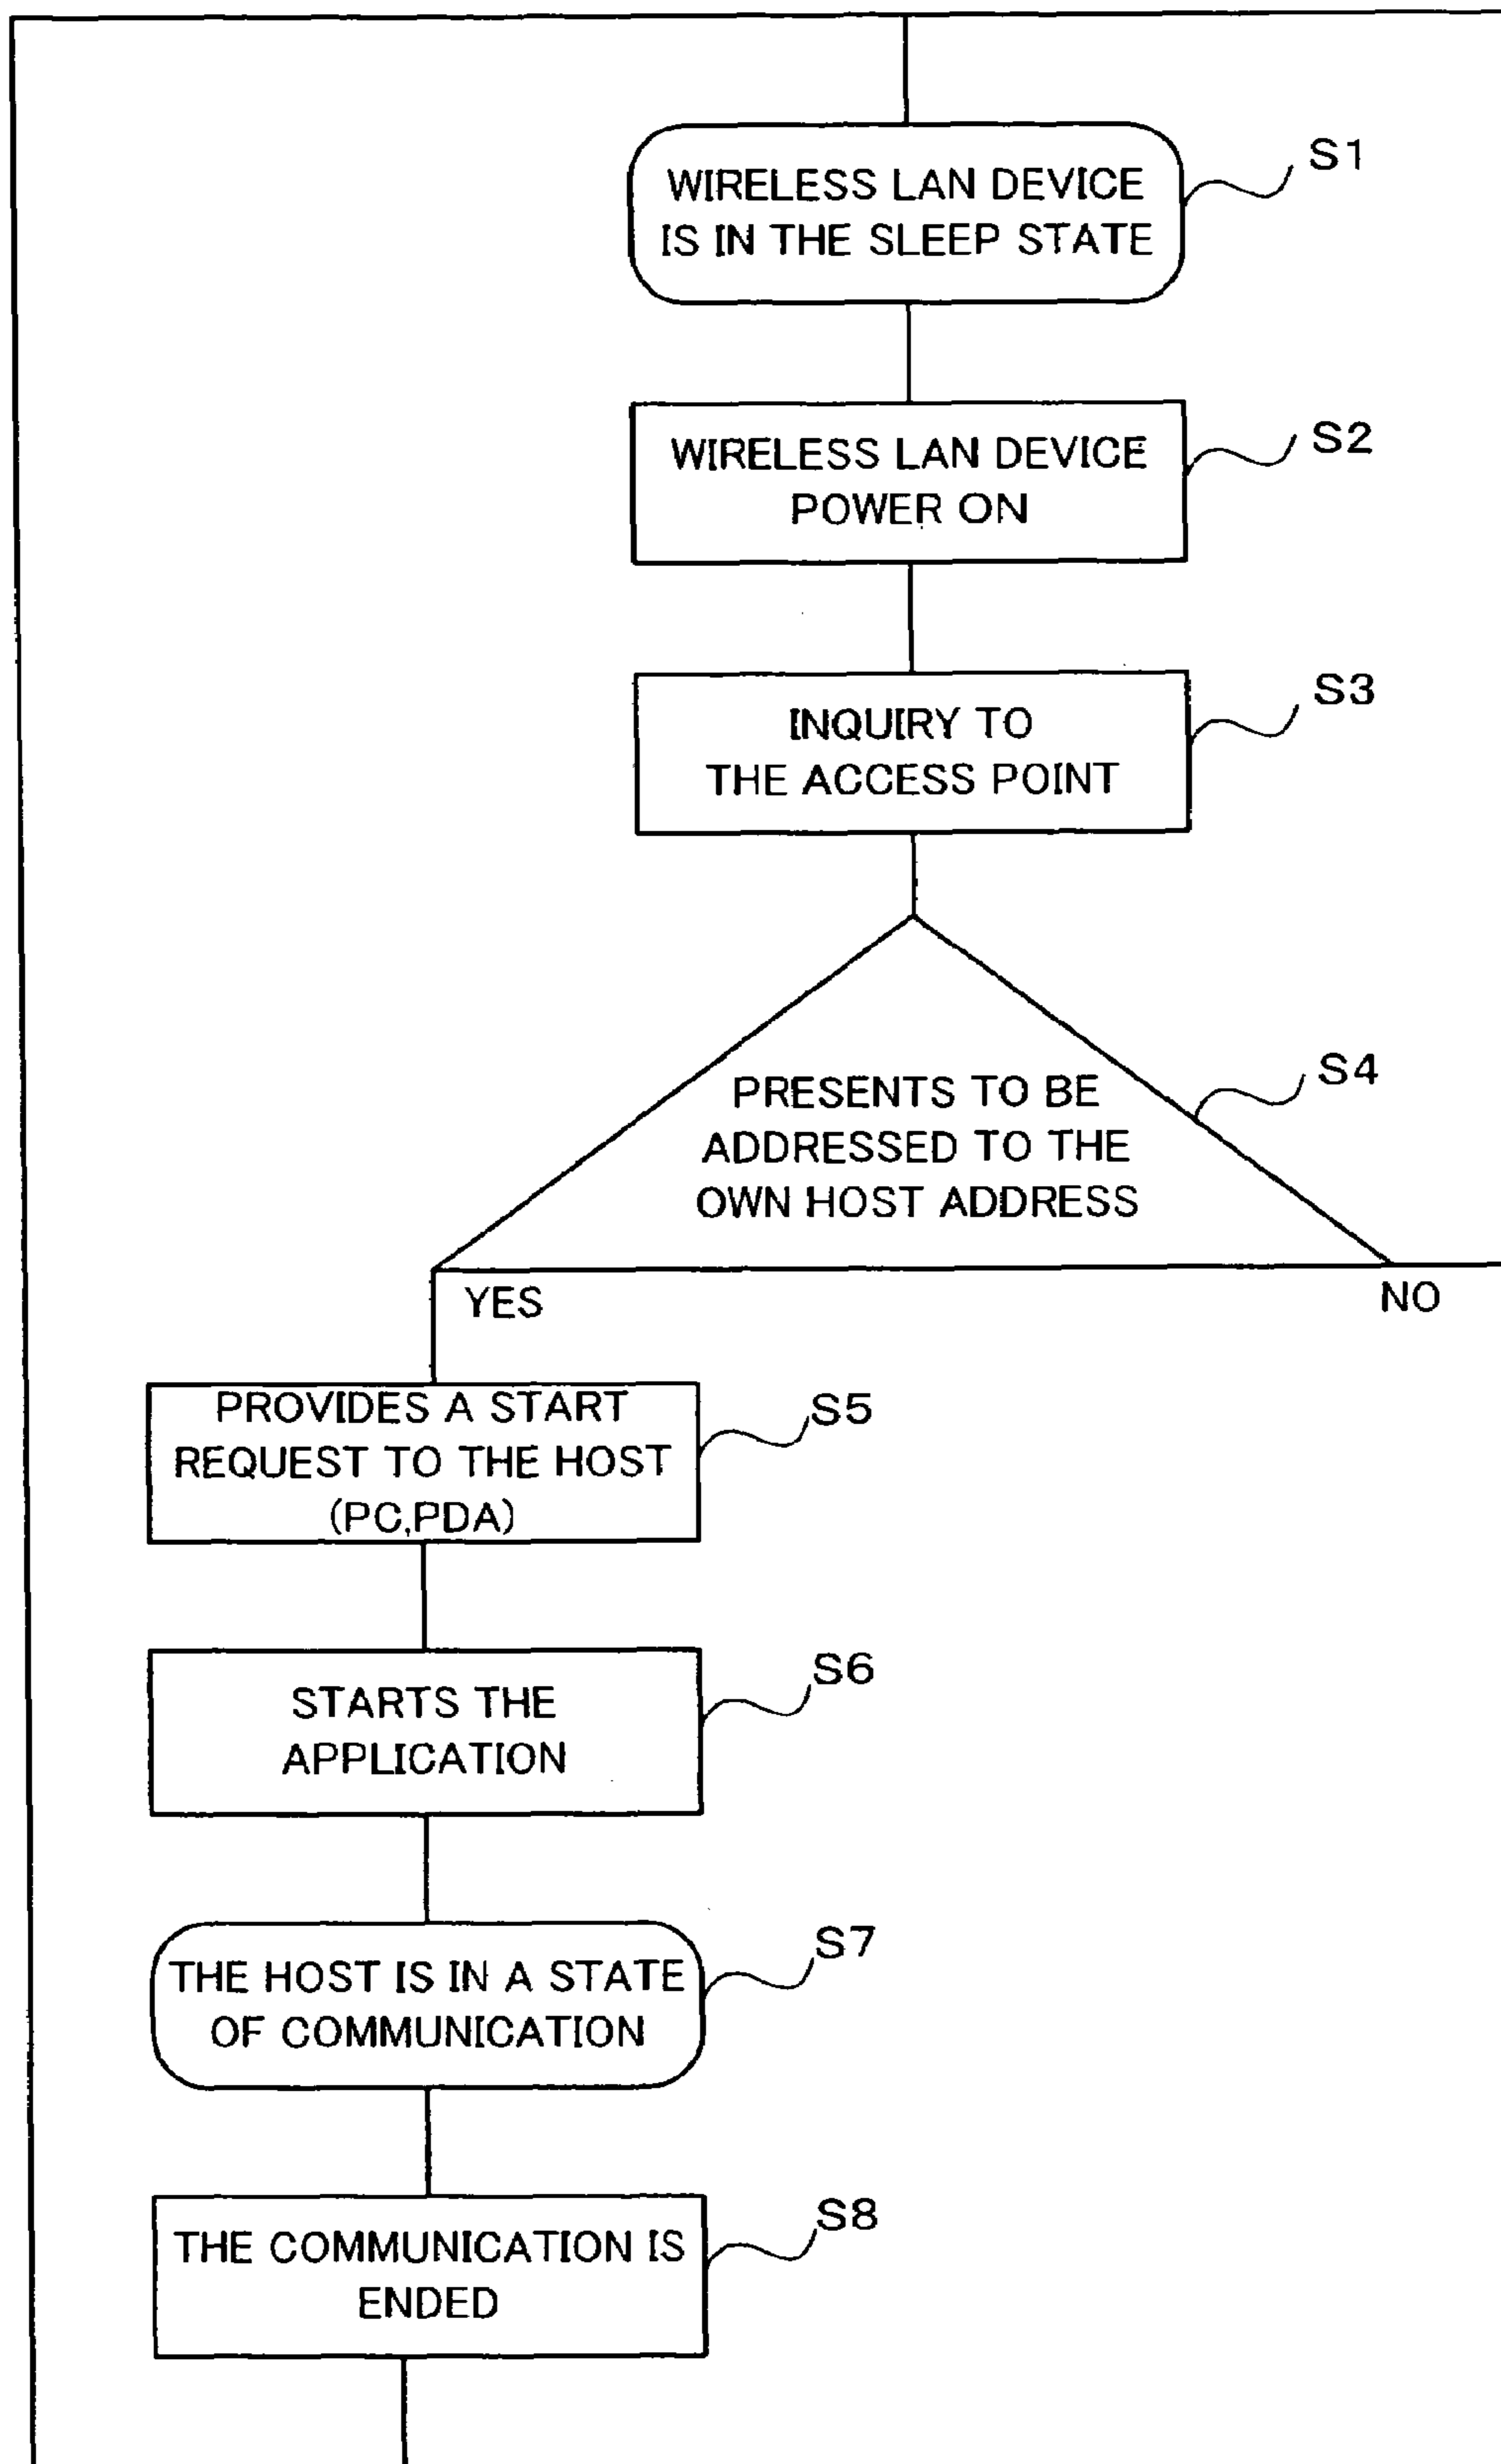 WIRELESS LAN DEVICE
IS IN THE SLEEP STATE
S1
WIRELESS LAN DEVICE
POWER ON
S2
INQUIRY TO
THE ACCESS POINT
S3
PRESENTS TO BE
ADDRESSED TO THE
OWN HOST ADDRESS
S4
YES
NO
PROVIDES A START
REQUEST TO THE HOST
(PC,PDA)
S5
STARTS THE
APPLICATION
S6
THE HOST IS IN A STATE
OF COMMUNICATION
S7
THE COMMUNICATION IS
ENDED
S8